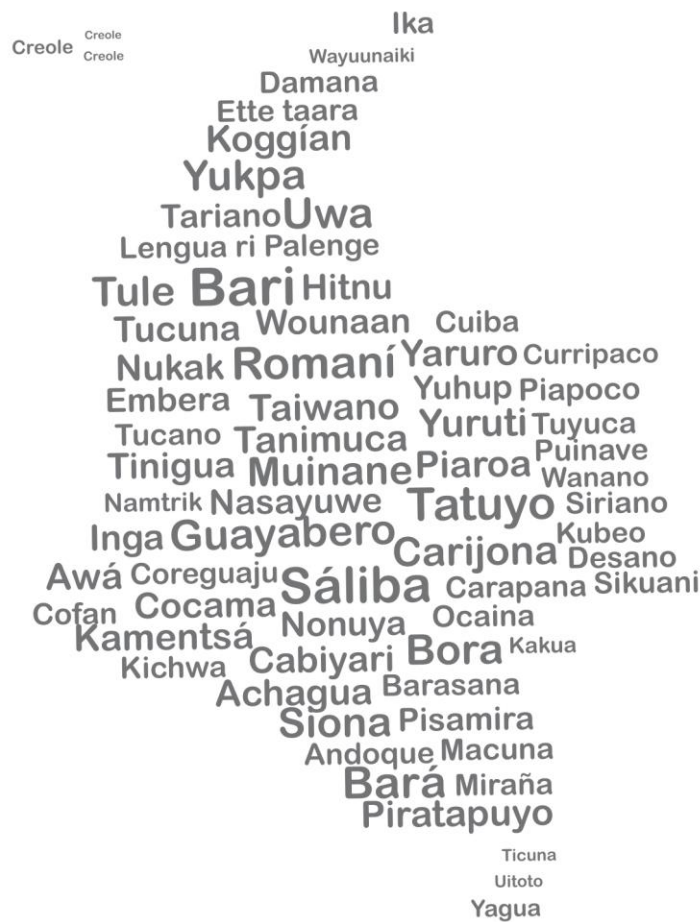 Ika
Creole
Creole
Creole
Wayuunaiki
Damana
Ette taara
Koggían
Yukpa
Tariano Uwa
Lengua ri Palenge
Tule Bari Hitnu
Tucuna Wounaan Cuiba
Nukak Romaní Yaruro Curripaco
Embera Taiwano Yuhup Piapoco
Tucano Tanimuca Yuruti Tuyuca
Tinigua Muinane Piaroa Puinave
Wanano
Namtrik Nasayuwe Tatuyo Siriano
Inga Guayabero Carijona Kubeo
Desano
Awá Coreguaju Sáliba Carapana Sikuani
Cofan Cocama Nonuya Ocaina
Kamentsá Cabiyari Bora Kakua
Kichwa
Achagua Barasana
Siona Pisamira
Andoque Macuna
Bará Miraña
Piratapuyo
Ticuna
Uitoto
Yagua